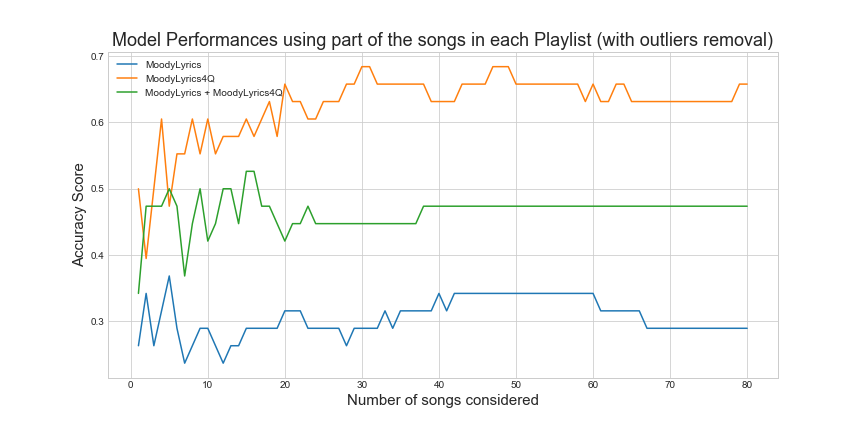 Model Performances using part of the songs in each Playlist (with outliers removal)
MoodyLyrics
MoodyLyrics4Q
MoodyLyrics + MoodyLyrics4Q
Accuracy Score
0.7
0.6
0.5
0.4
0.3
0 10 20 30 40 50 60 70 80
Number of songs considered